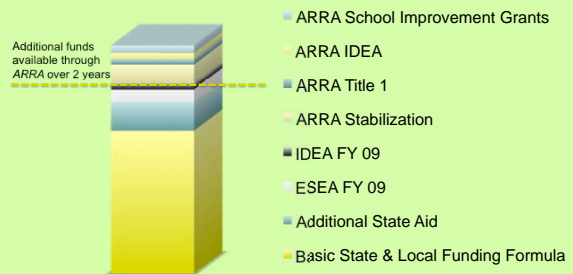 Additional funds
available through
ARRA over 2 years
ARRA School Improvement Grants
ARRA IDEA
ARRA Title 1
ARRA Stabilization
IDEA FY 09
ESEA FY 09
Additional State Aid
Basic State & Local Funding Formula